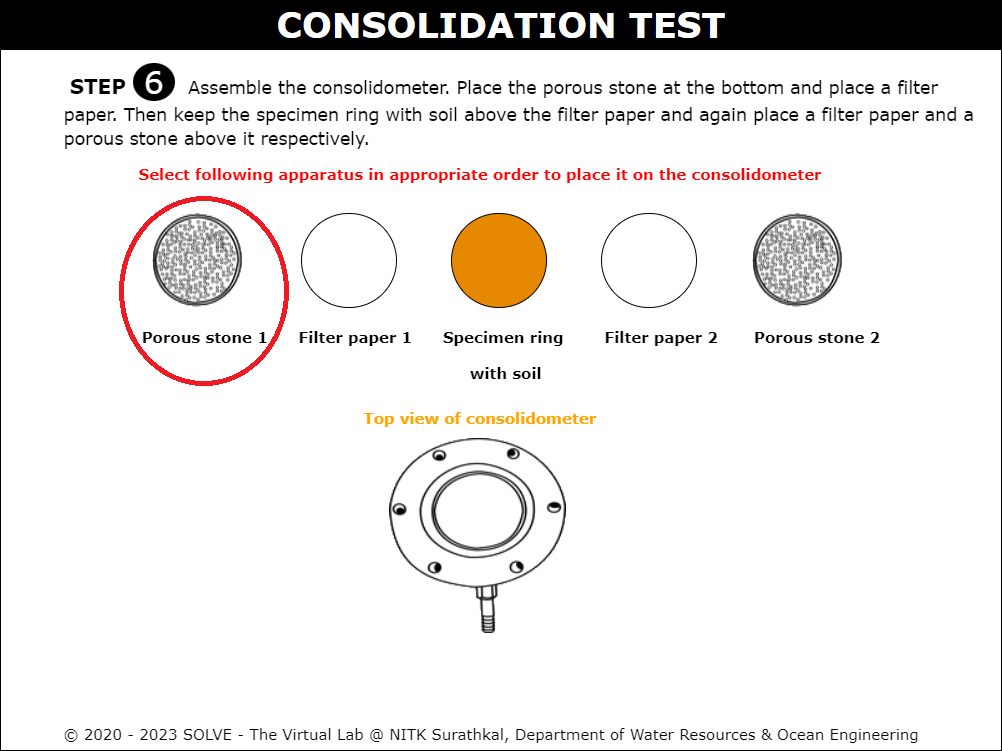 CONSOLIDATION TEST
STEP 6 Assemble the consolidometer. Place the porous stone at the bottom and place a filter
paper. Then keep the specimen ring with soil above the filter paper and again place a filter paper and a
porous stone above it respectively.
Select following apparatus in appropriate order to place it on the consolidometer
Porous stone 1 Filter paper 1 Specimen ring Filter paper 2 Porous stone 2
with soil
Top view of consolidometer
© 2020 - 2023 SOLVE - The Virtual Lab @ NITK Surathkal, Department of Water Resources & Ocean Engineering